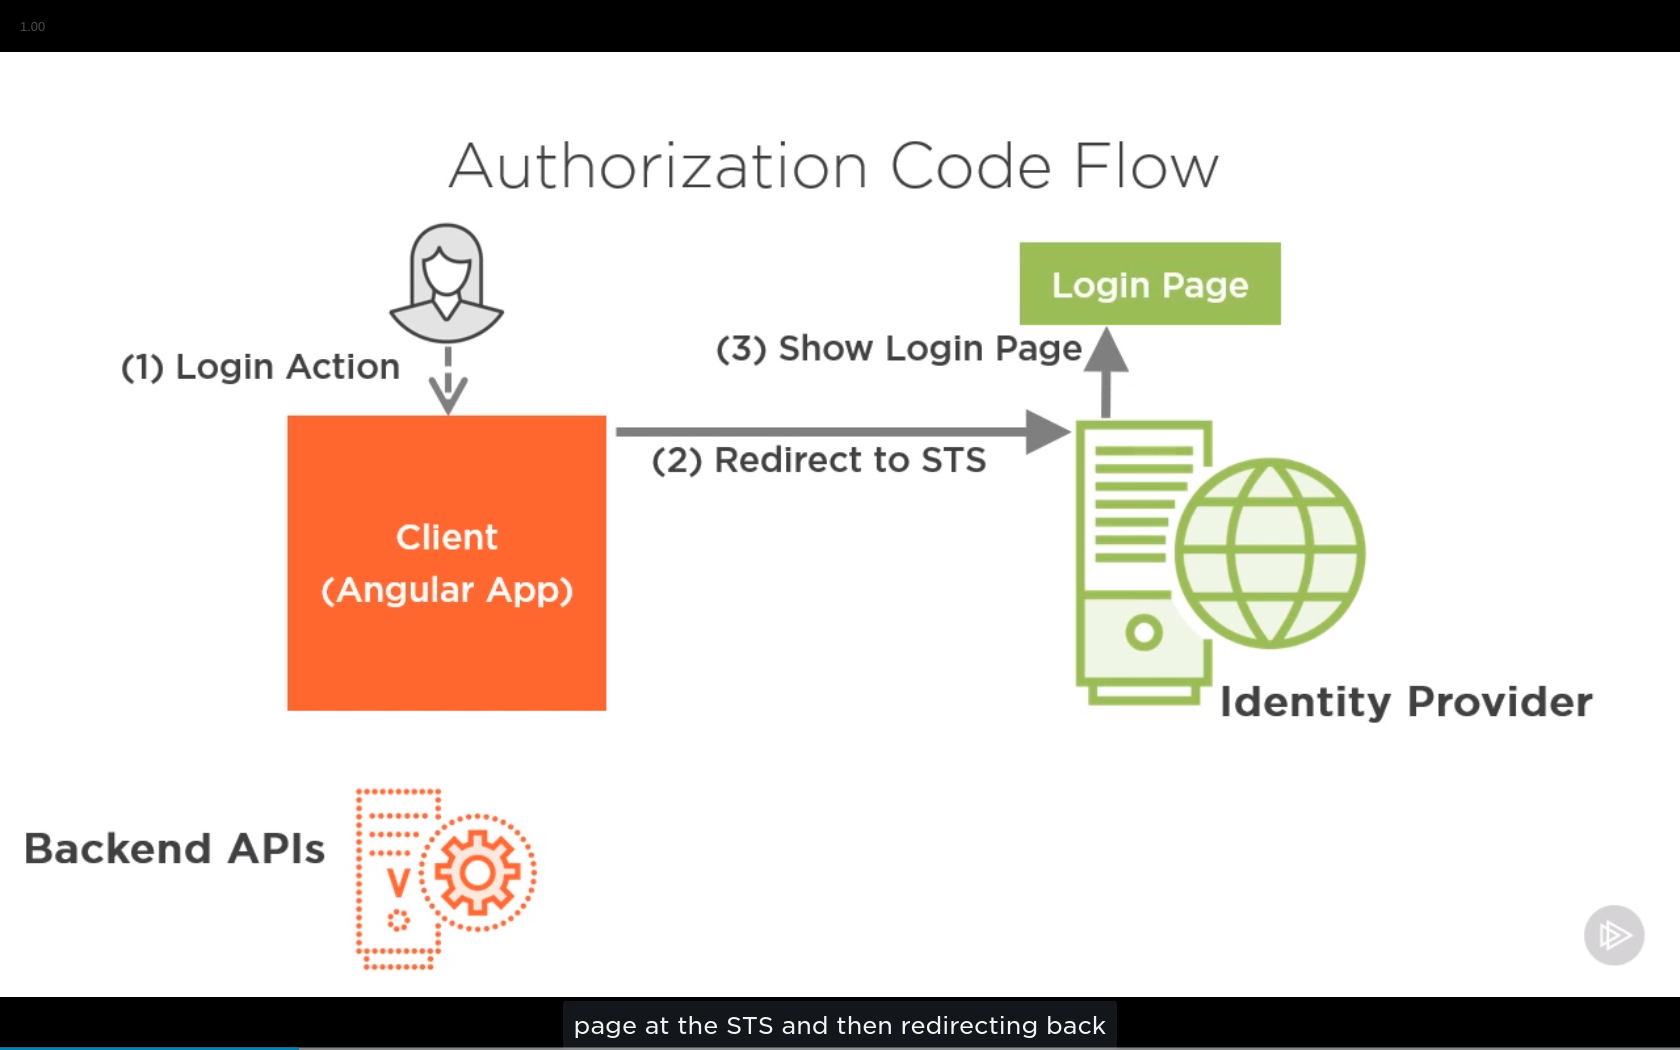 1.00
Authorization Code Flow
Login Page
(3) Show Login Page
(1) Login Action
(2) Redirect to STS
Client
(Angular App)
Identity Provider
Backend APIs
page at the STS and then redirecting back